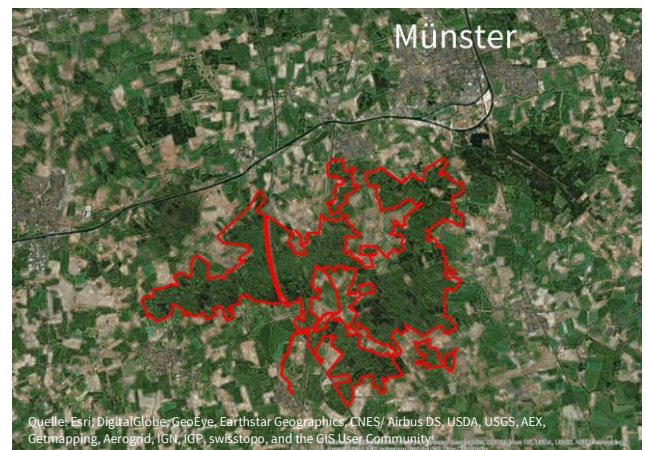 Münster
Quelle: Esri, DigitalGlobe, GeoEye, Earthstar Geographics, CNES/ Airbus DS, USDA, USGS, AEX,
Getmapping, Aerogrid, IGN, IGP, swisstopo, and the GIS User Community